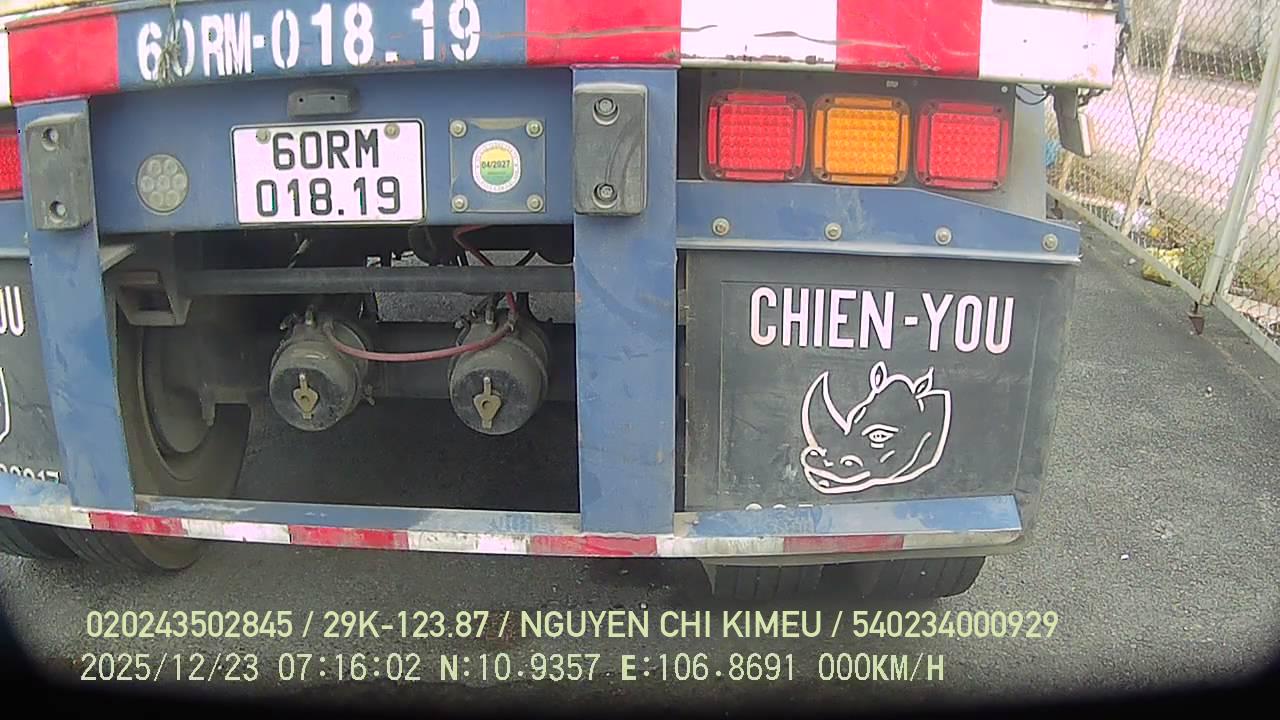 60RM-018.19
60RM
018.19
04/2027
OU
CHIEN-YOU
020243502845 / 29K-123.87 / NGUYEN CHI KIMEU / 540234000929
2025/12/23 07:16:02 N:10.9357 E:106.8691 000KM/H